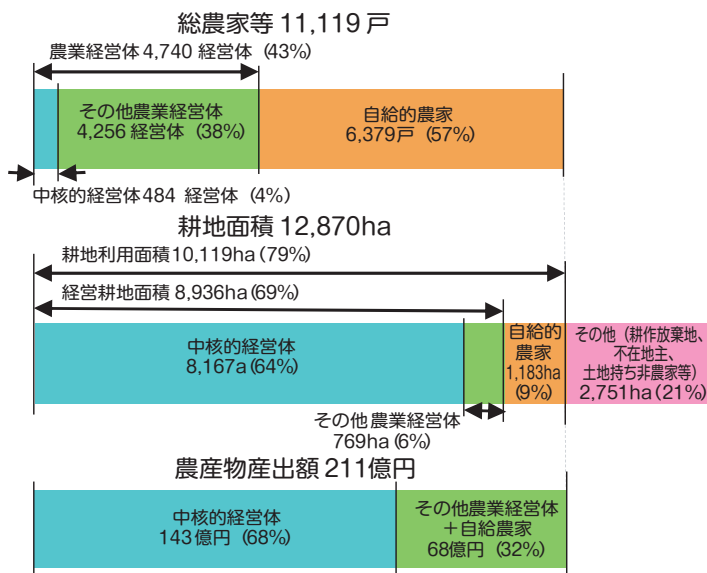 総農家等 11,119 戸
農業経営体 4,740 経営体 (43%)
その他農業経営体
4,256 経営体 (38%)
自給的農家
6,379戸 (57%)
中核的経営体 484 経営体 (4%)
耕地面積 12,870ha
耕地利用面積 10,119ha (79%)
経営耕地面積 8,936ha (69%)
中核的経営体
8,167a (64%)
自給的
農家
1,183ha
(9%)
その他 (耕作放棄地、
不在地主、
土地持ち非農家等)
2,751ha (21%)
その他 農業経営体
769ha (6%)
農産物産出額 211億円
中核的経営体
143億円 (68%)
その他農業経営体
+自給農家
68億円 (32%)